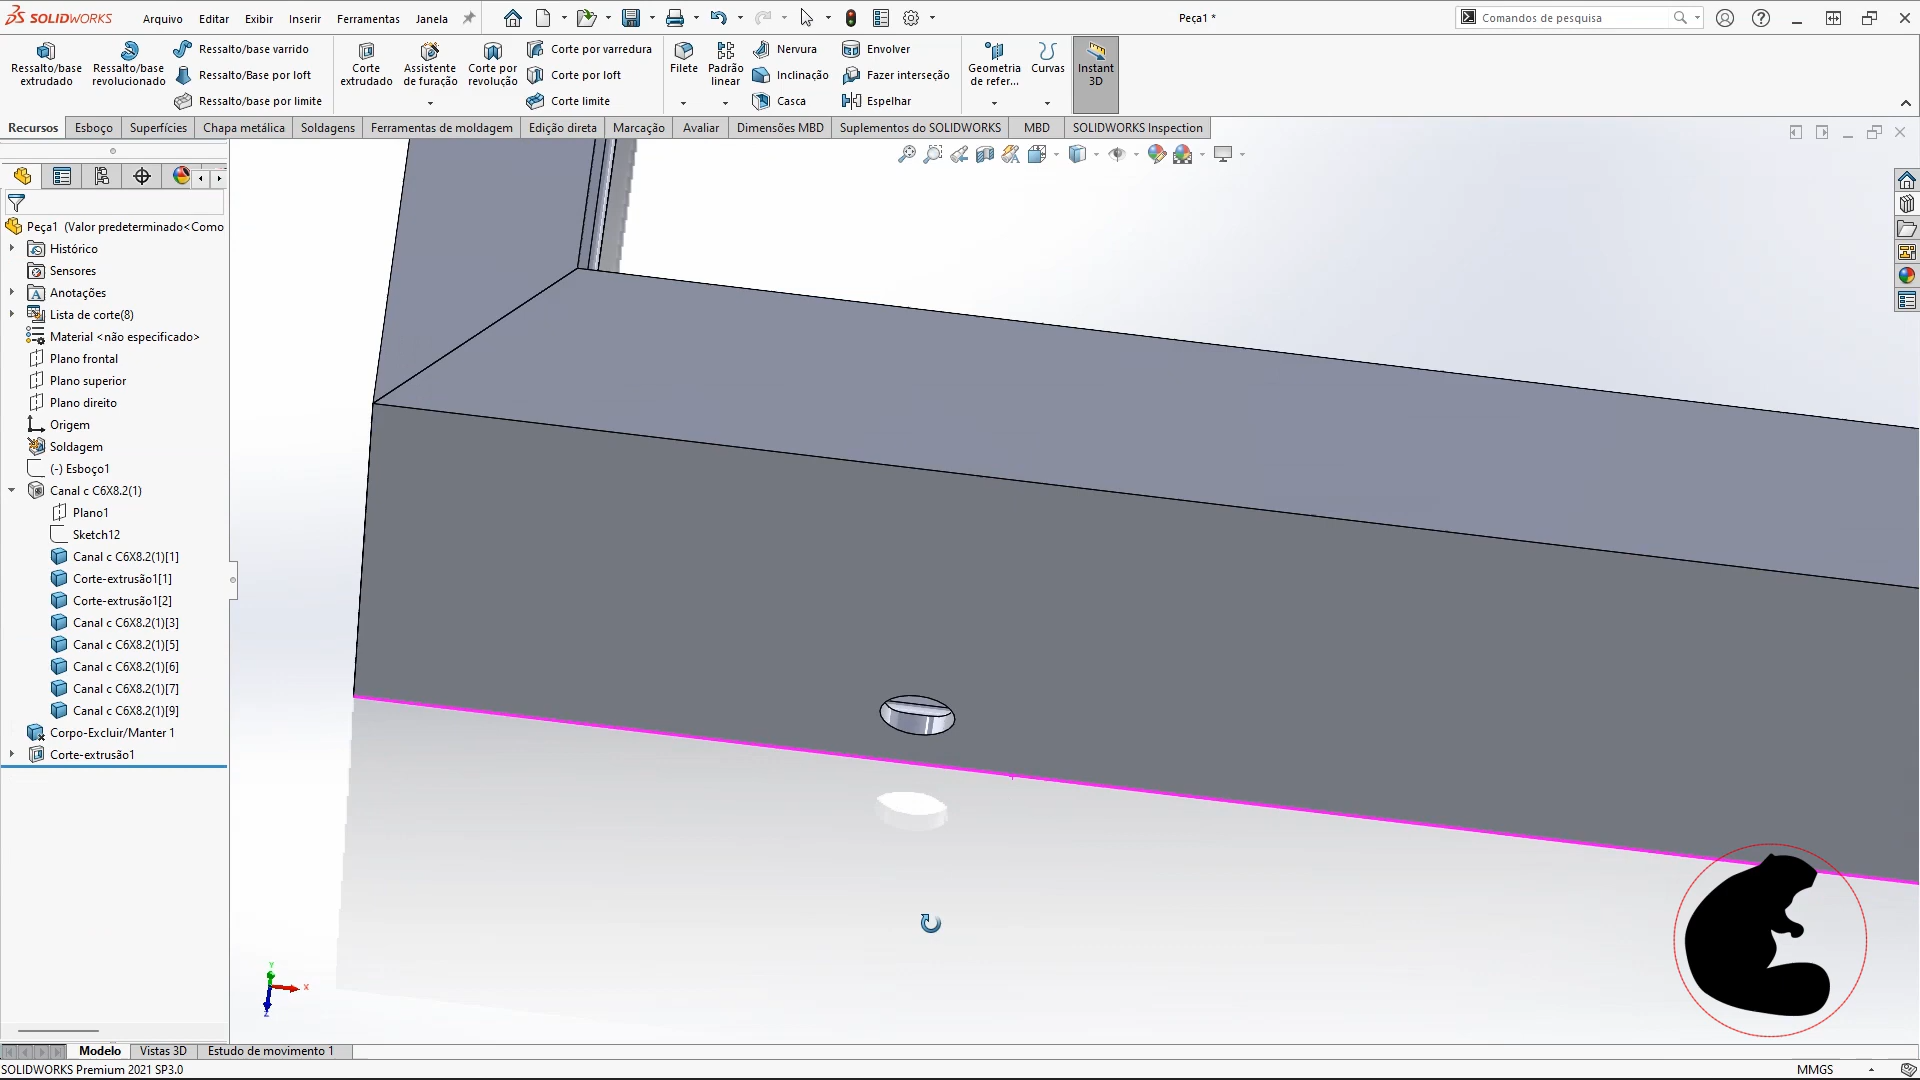 SOLIDWORKS
Arquivo
Editar
Exibir
Inserir
Ferramentas
Janela
Peça1 *
Comandos de pesquisa
Ressalto/base extrudado
Ressalto/base revolucionado
Ressalto/base varrido
Ressalto/Base por loft
Ressalto/base por limite
Corte extrudado
Assistente de furação
Corte por revolução
Corte por varredura
Corte por loft
Corte limite
Filete
Padrão linear
Nervura
Inclinação
Casca
Envolver
Fazer interseção
Espelhar
Geometria de refer...
Curvas
Instant 3D
Recursos
Esboço
Superfícies
Chapa metálica
Soldagens
Ferramentas de moldagem
Edição direta
Marcação
Avaliar
Dimensões MBD
Suplementos do SOLIDWORKS
MBD
SOLIDWORKS Inspection
Peça1 (Valor predeterminado<Como
Histórico
Sensores
Anotações
Lista de corte(8)
Material <não especificado>
Plano frontal
Plano superior
Plano direito
Origem
Soldagem
(-) Esboço1
Canal c C6X8.2(1)
Plano1
Sketch12
Canal c C6X8.2(1)[1]
Corte-extrusão1[1]
Corte-extrusão1[2]
Canal c C6X8.2(1)[3]
Canal c C6X8.2(1)[5]
Canal c C6X8.2(1)[6]
Canal c C6X8.2(1)[7]
Canal c C6X8.2(1)[9]
Corpo-Excluir/Manter 1
Corte-extrusão1
Y
X
Z
Modelo
Vistas 3D
Estudo de movimento 1
SOLIDWORKS Premium 2021 SP3.0
MMGS